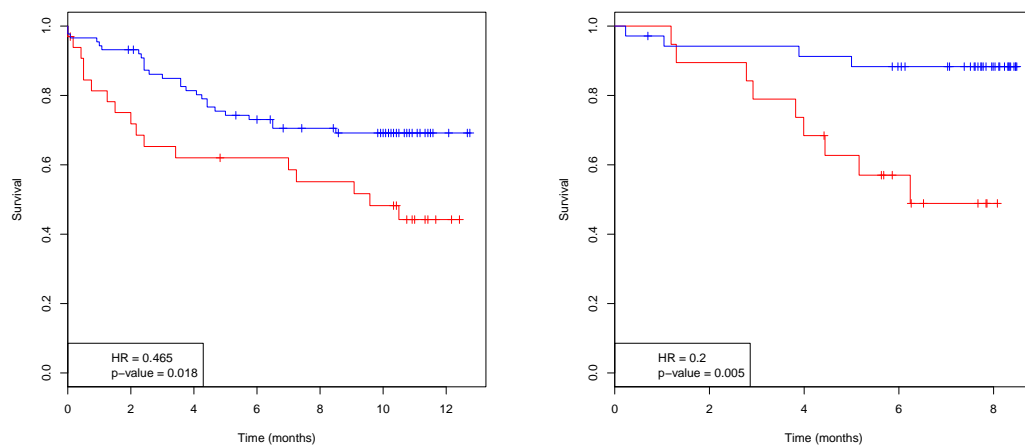 1.0
0.8
0.6
0.4
0.2
0.0
Survival
HR = 0.465
p−value = 0.018
0 2 4 6 8 10 12
Time (months)
1.0
0.8
0.6
0.4
0.2
0.0
Survival
HR = 0.2
p−value = 0.005
0 2 4 6 8
Time (months)